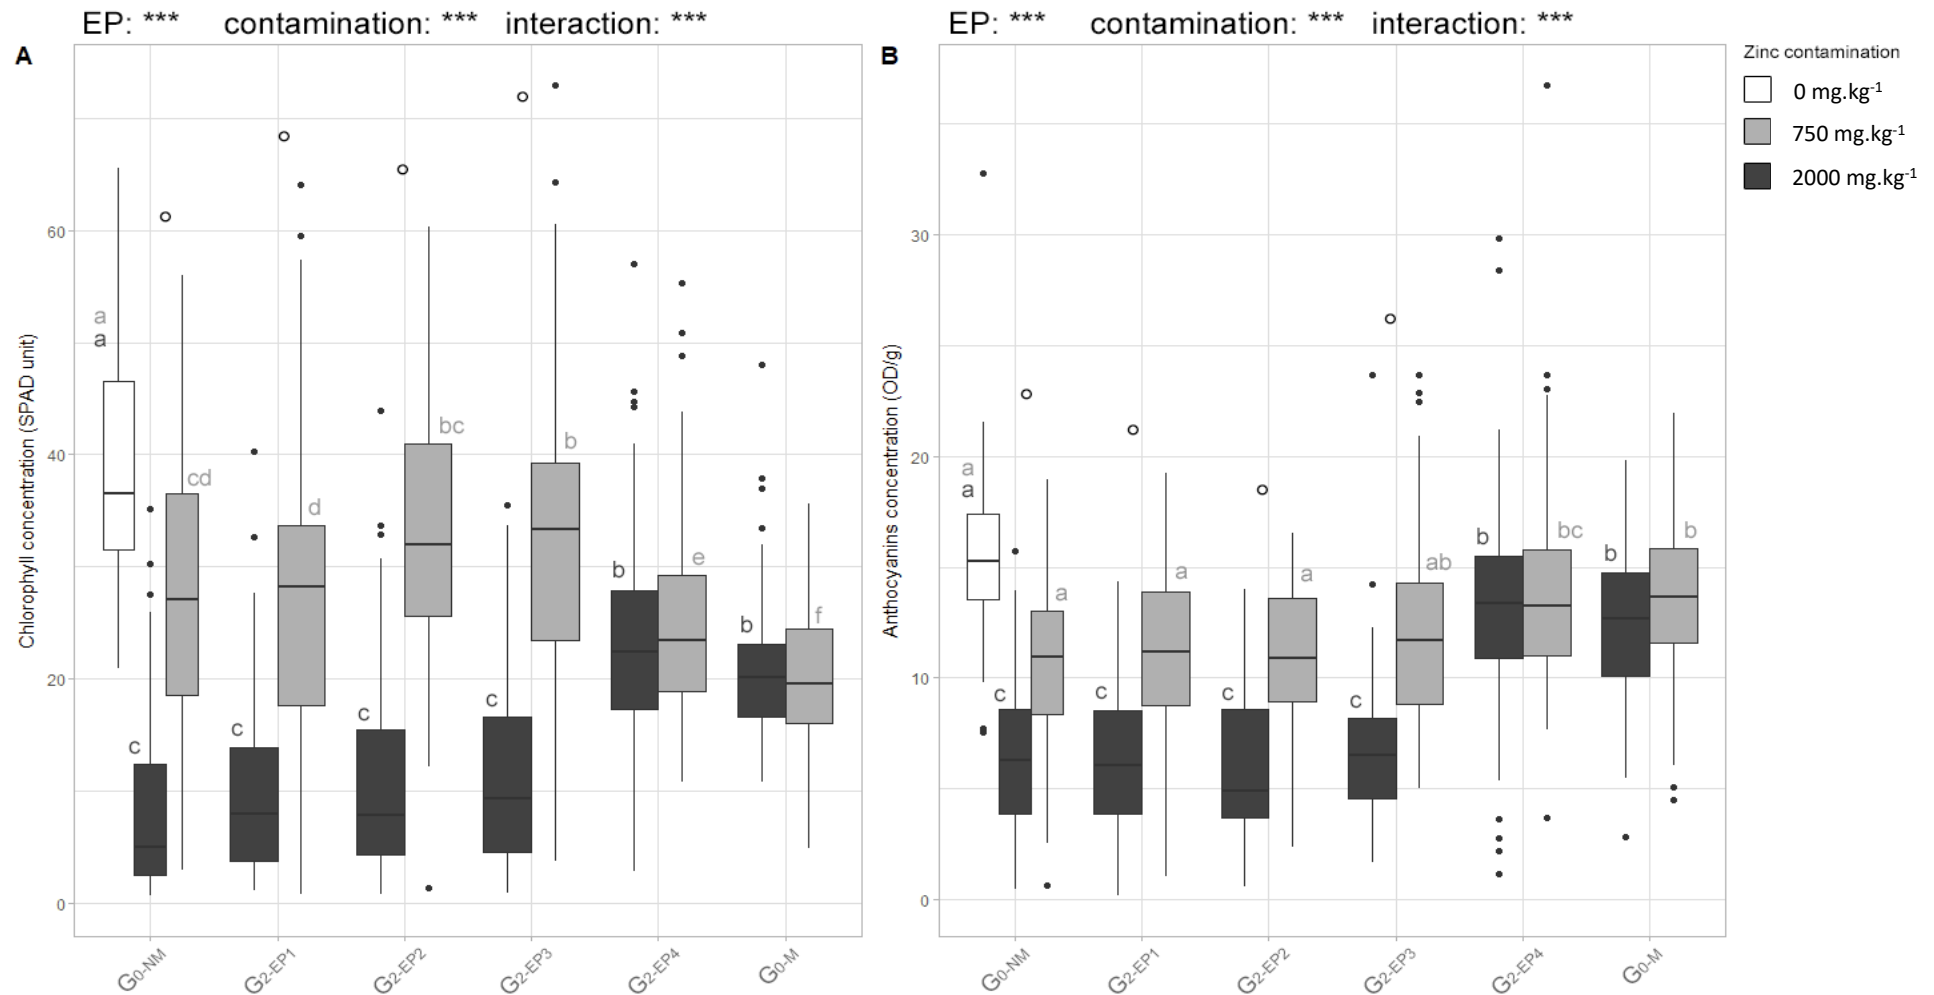 EP: *** contamination: *** interaction: ***
A
Chlorophyll concentration (SPAD unit)
60
40
20
0
a
a
c
cd
c
d
c
bc
c
b
b
e
b
f
G0-NM
G2-EP1
G2-EP2
G2-EP3
G2-EP4
G0-M
EP: *** contamination: *** interaction: ***
B
Anthocyanins concentration (OD/g)
30
20
10
0
a
a
c
a
c
a
c
a
c
ab
b
bc
b
b
G0-NM
G2-EP1
G2-EP2
G2-EP3
G2-EP4
G0-M
Zinc contamination
0 mg.kg-1
750 mg.kg-1
2000 mg.kg-1